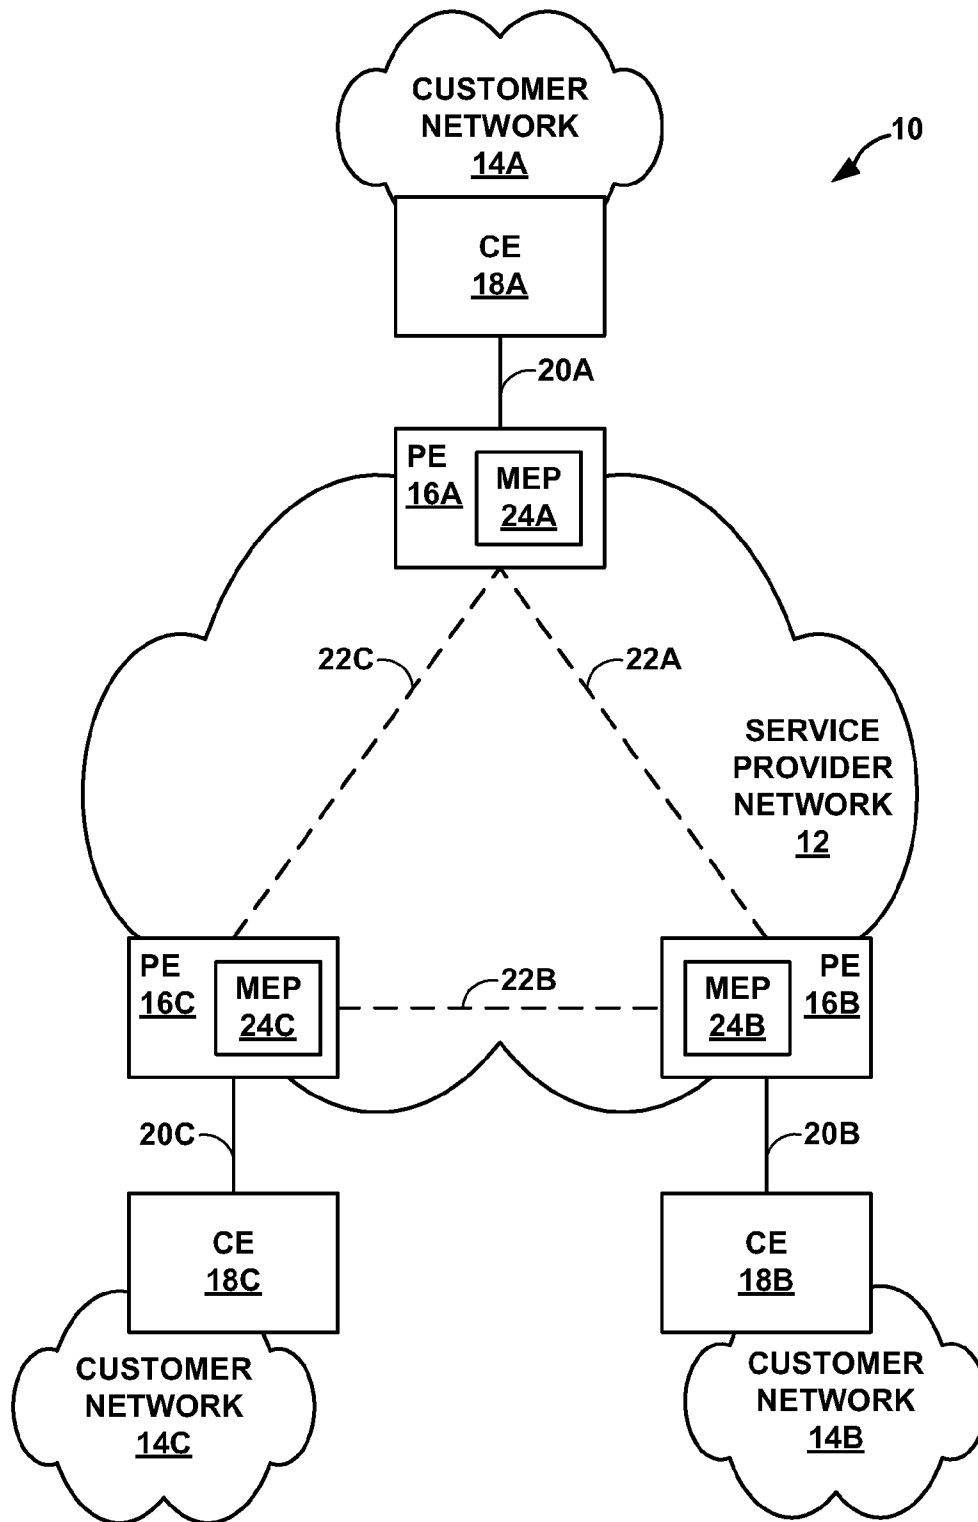 CUSTOMER
NETWORK
14A
10
CE
18A
20A
PE
16A
MEP
24A
22C
22A
SERVICE
PROVIDER
NETWORK
12
PE
16C
MEP
24C
22B
MEP
24B
PE
16B
20C
20B
CE
18C
CE
18B
CUSTOMER
NETWORK
14C
CUSTOMER
NETWORK
14B